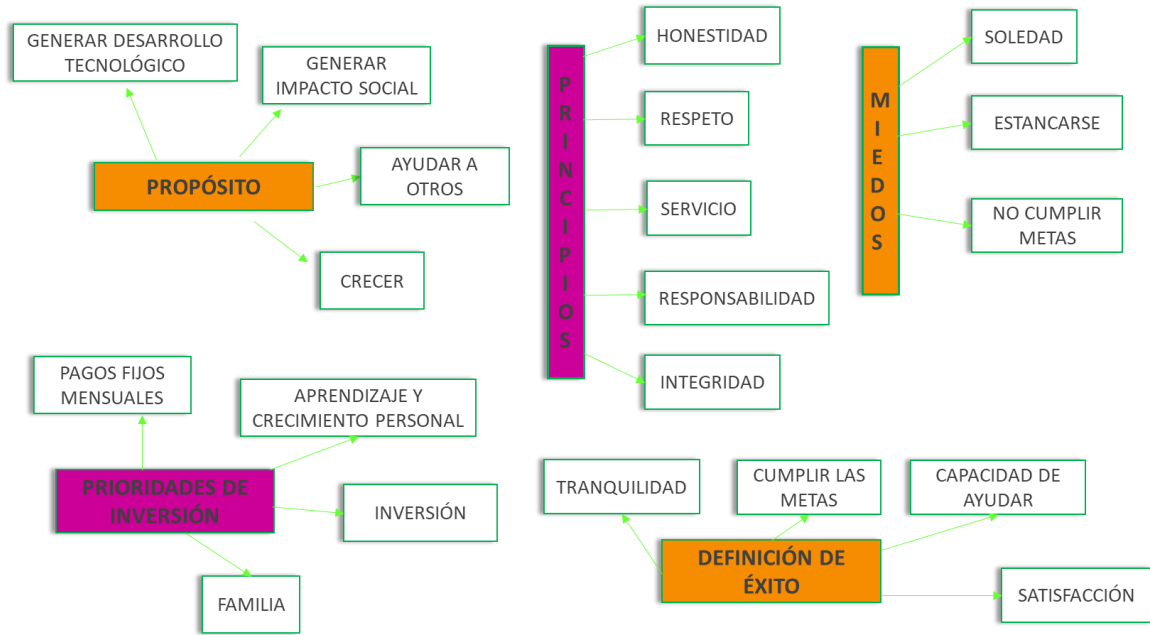 GENERAR DESARROLLO
TECNOLÓGICO
GENERAR
IMPACTO SOCIAL
PROPÓSITO
AYUDAR A
OTROS
CRECER
PRINCIPIOS
HONESTIDAD
RESPETO
SERVICIO
RESPONSABILIDAD
INTEGRIDAD
MIEDOS
SOLEDAD
ESTANCARSE
NO CUMPLIR
METAS
PAGOS FIJOS
MENSUALES
APRENDIZAJE Y
CRECIMIENTO PERSONAL
PRIORIDADES DE
INVERSIÓN
INVERSIÓN
FAMILIA
TRANQUILIDAD
CUMPLIR LAS
METAS
CAPACIDAD DE
AYUDAR
DEFINICIÓN DE
ÉXITO
SATISFACCIÓN